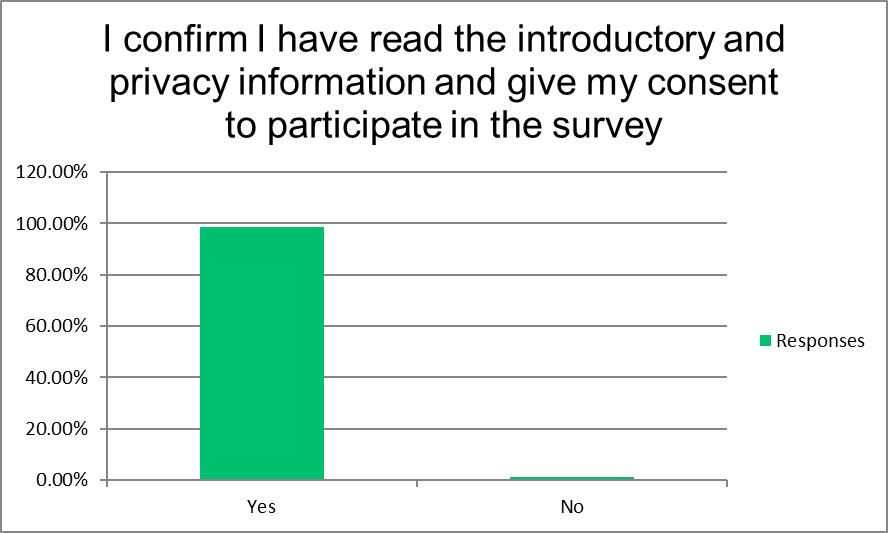 I confirm I have read the introductory and
privacy information and give my consent
to participate in the survey
120.00%
100.00%
80.00%
60.00%
40.00%
20.00%
0.00%
Yes
No
Responses